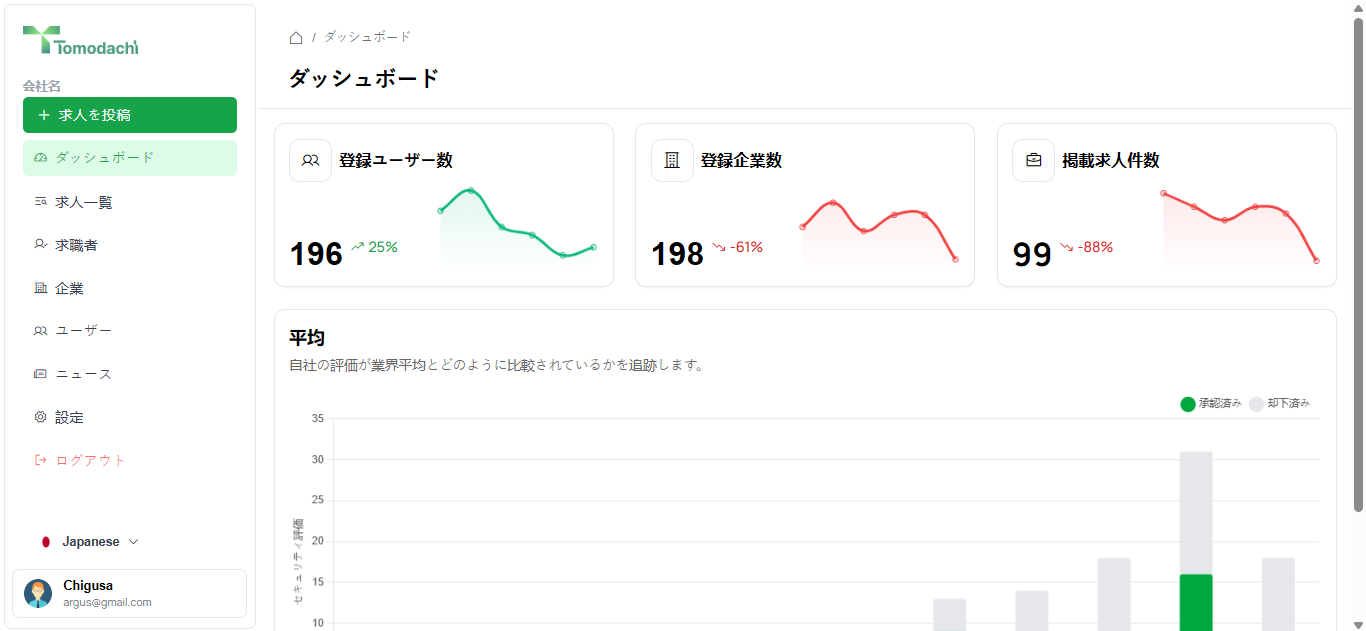 Tomodachi
会社名
+ 求人を投稿
ダッシュボード
求人一覧
求職者
企業
ユーザー
ニュース
設定
ログアウト
Japanese
Chigusa
argus@gmail.com
/ ダッシュボード
ダッシュボード
登録ユーザー数
196 25%
登録企業数
198 -61%
掲載求人件数
99 -88%
平均
自社の評価が業界平均とどのように比較されているかを追跡します。
承認済み 却下済み
35
30
25
20
15
10
セキュリティ評価